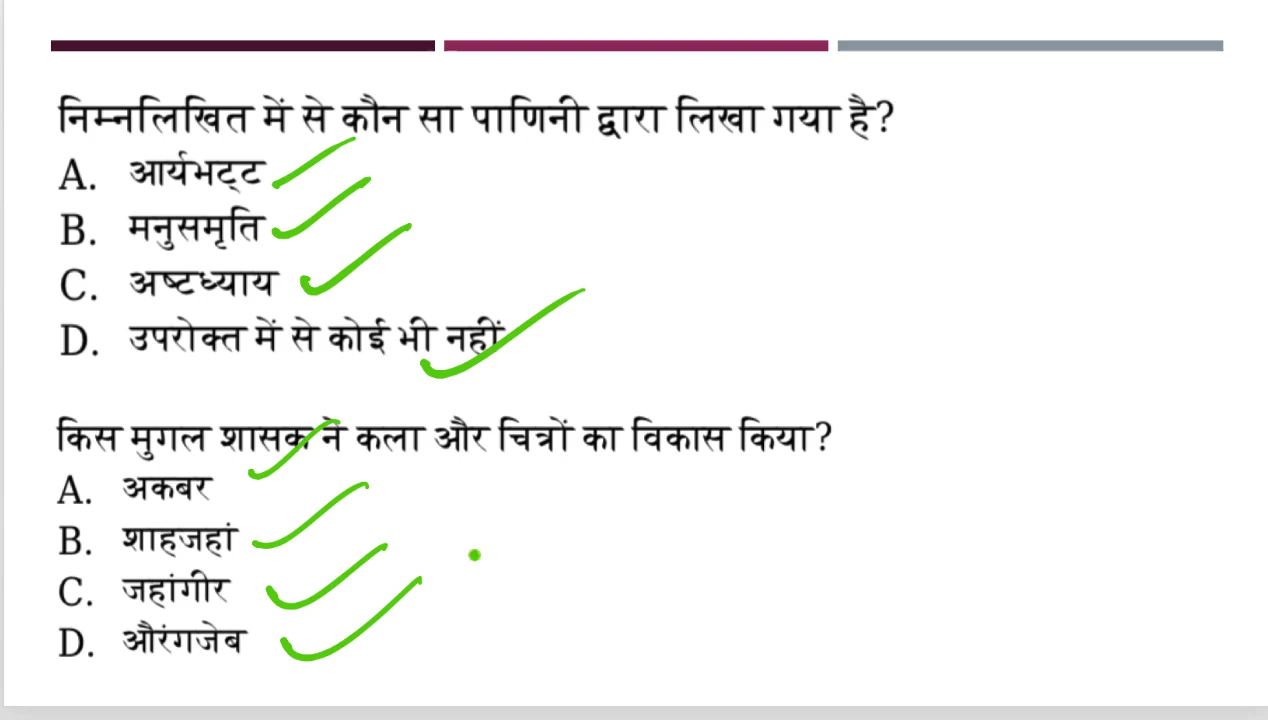 निम्नलिखित में से कौन सा पाणिनी द्वारा लिखा गया है?
A. आर्यभट्ट
B. मनुसमृति
C. अष्टध्याय
D. उपरोक्त में से कोई भी नहीं
किस मुगल शासक ने कला और चित्रों का विकास किया?
A. अकबर
B. शाहजहां
C. जहांगीर
D. औरंगजेब